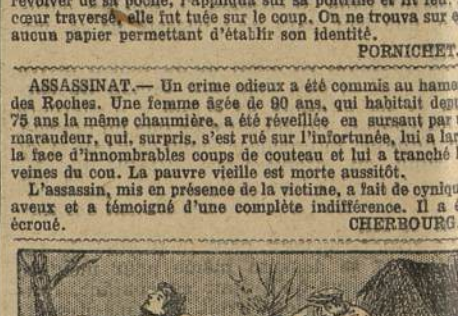 revolver de sa poche, l'appliqua sur sa poitrine et fit feu.
cœur traversé, elle fut tuée sur le coup. On ne trouva sur e
aucun papier permettant d'établir son identité.
PORNICHET.
ASSASSINAT.— Un crime odieux a été commis au hame
des Roches. Une femme âgée de 90 ans, qui habitait depu
75 ans la même chaumière, a été réveillée en sursaut par u
maraudeur, qui, surpris, s'est rué sur l'infortunée, lui a lar
la face d'innombrables coups de couteau et lui a tranché l
veines du cou. La pauvre vieille est morte aussitôt.
L'assassin, mis en présence de la victime, a fait de cyniqu
aveux et a témoigné d'une complète indifférence. Il a é
écroué.
CHERBOURG.